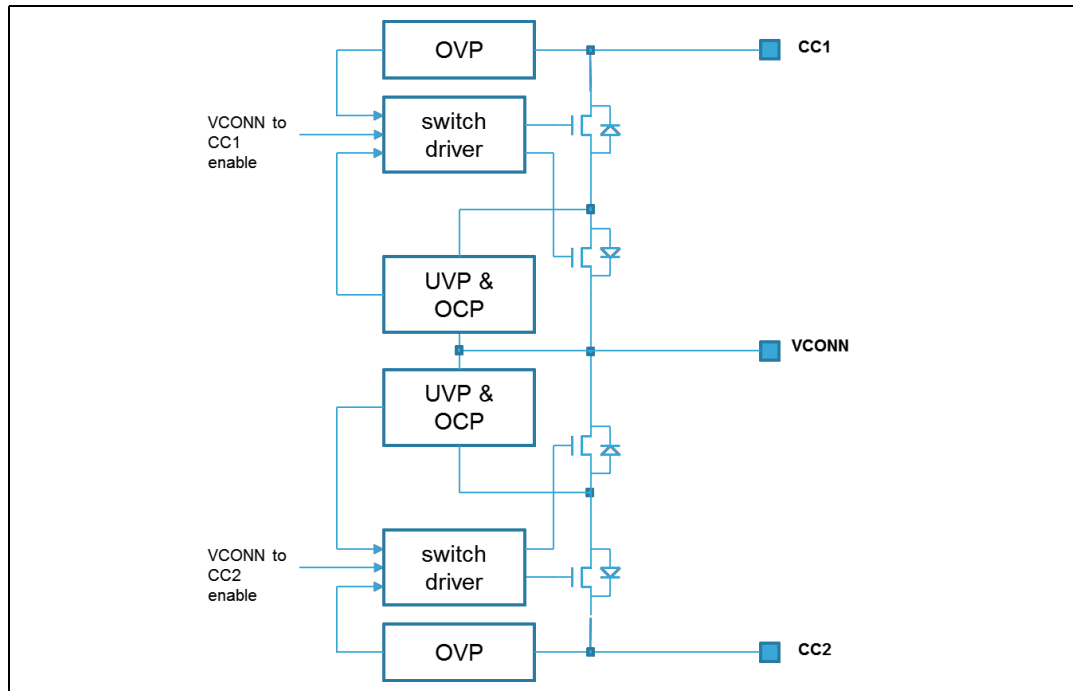 OVP
CC1
VCONN to
CC1
enable
switch
driver
UVP &
OCP
VCONN
UVP &
OCP
VCONN to
CC2
enable
switch
driver
OVP
CC2